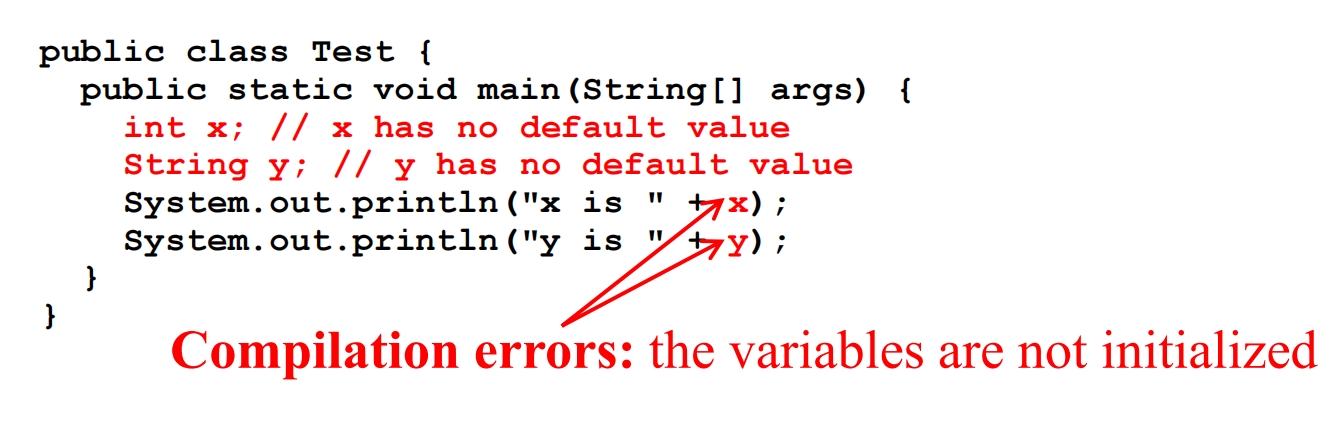 public class Test {
public static void main(String[] args) {
int x; // x has no default value
String y; // y has no default value
System.out.println("x is " + x);
System.out.println("y is " + y);
}
}
Compilation errors: the variables are not initialized